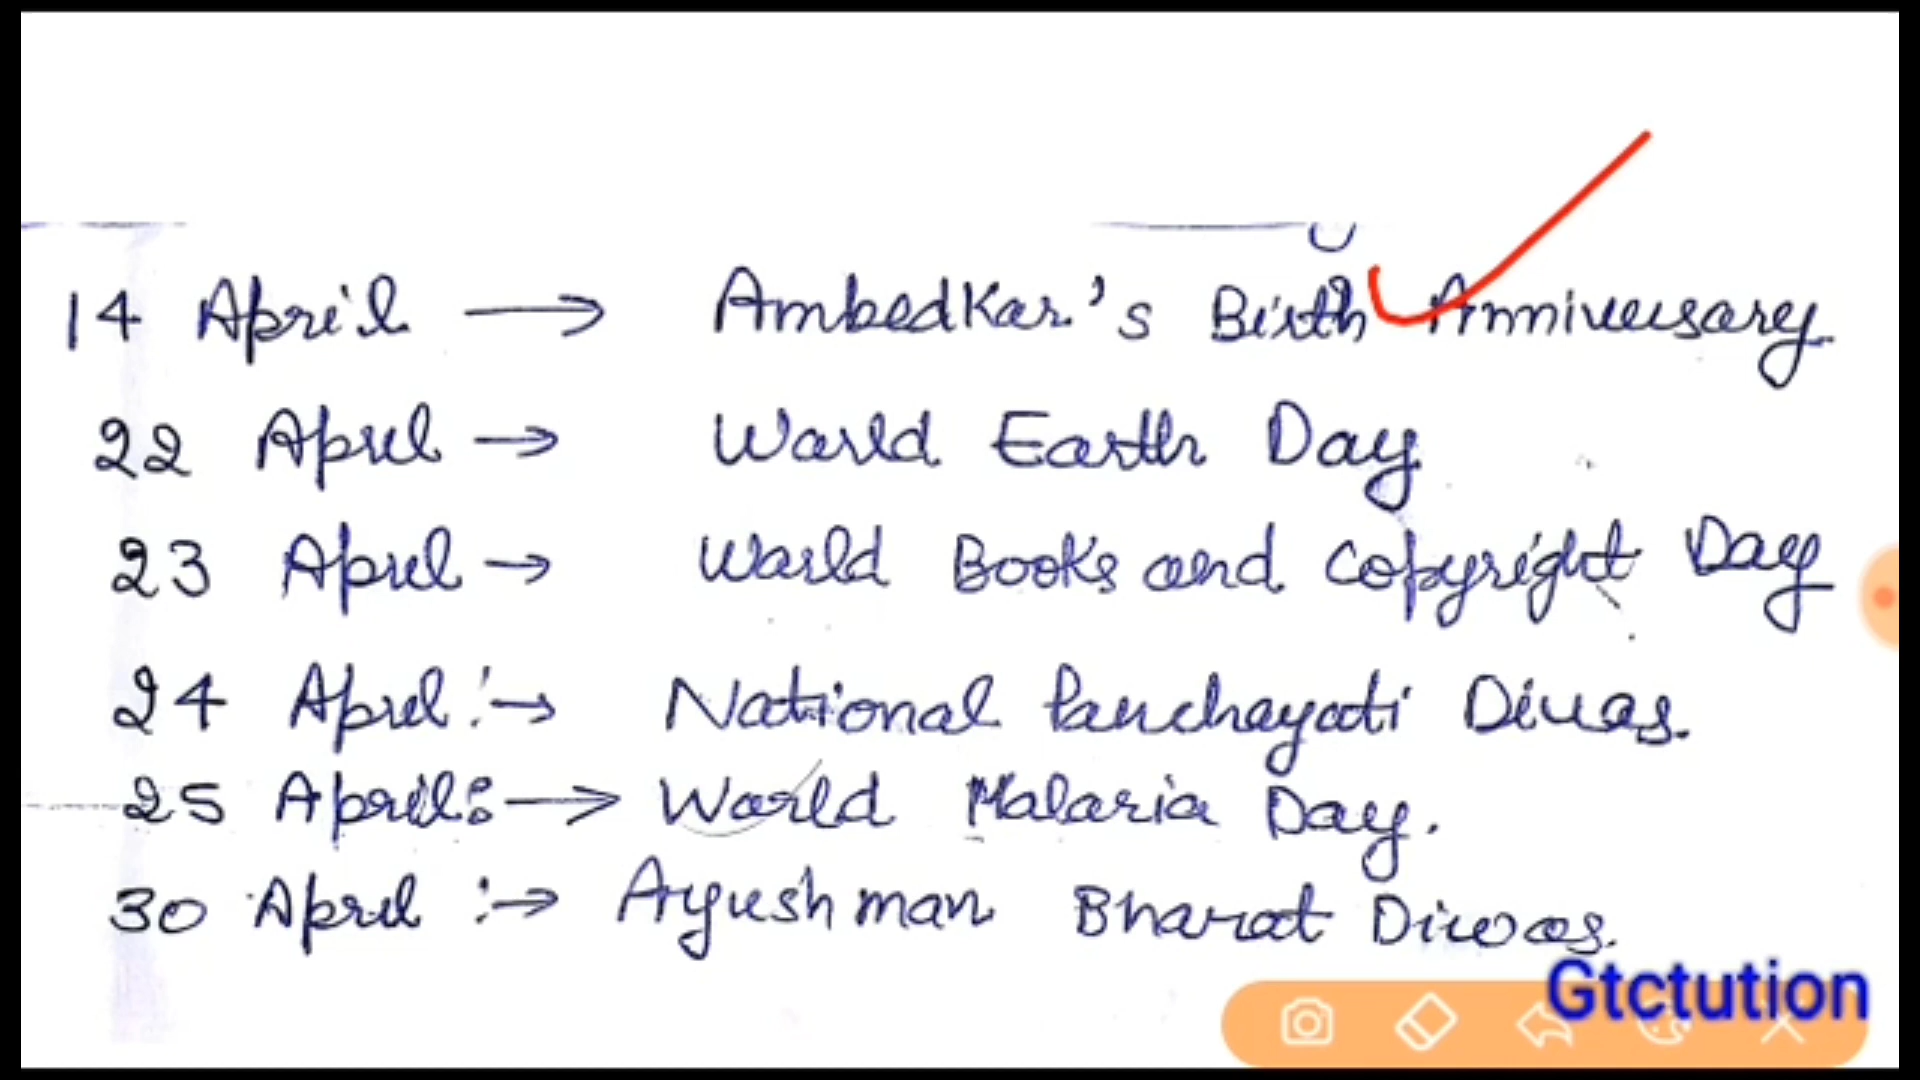 14 April → Ambedkar's Birth Anniversary
22 April → World Earth Day
23 April → World Books and Copyright Day
24 April :→ National Panchayati Divas.
25 April: → World Malaria Day.
30 April :→ Ayushman Bharat Diwas.
Gtctution